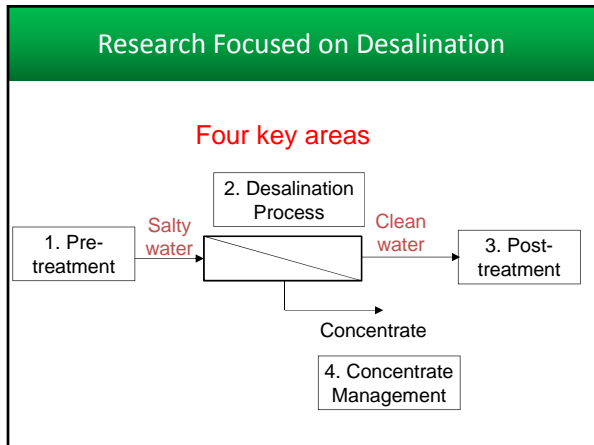 Research Focused on Desalination
Four key areas
2. Desalination
Process
Salty
water
Clean
water
1. Pre-
treatment
3. Post-
treatment
Concentrate
4. Concentrate
Management